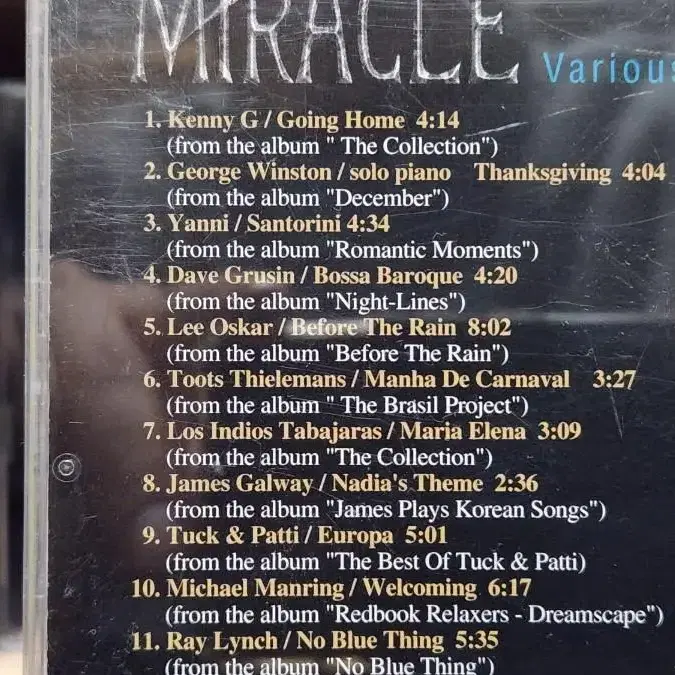 MIRACLE Various
1. Kenny G / Going Home 4:14
(from the album " The Collection")
2. George Winston / solo piano Thanksgiving 4:04
(from the album "December")
3. Yanni / Santorini 4:34
(from the album "Romantic Moments")
4. Dave Grusin / Bossa Baroque 4:20
(from the album "Night-Lines")
5. Lee Oskar / Before The Rain 8:02
(from the album "Before The Rain")
6. Toots Thielemans / Manha De Carnaval 3:27
(from the album " The Brasil Project")
7. Los Indios Tabajaras / Maria Elena 3:09
(from the album "The Collection")
8. James Galway / Nadia's Theme 2:36
(from the album "James Plays Korean Songs")
9. Tuck & Patti / Europa 5:01
(from the album "The Best Of Tuck & Patti)
10. Michael Manring / Welcoming 6:17
(from the album "Redbook Relaxers - Dreamscape")
11. Ray Lynch / No Blue Thing 5:35
(from the album "No Blue Thing")